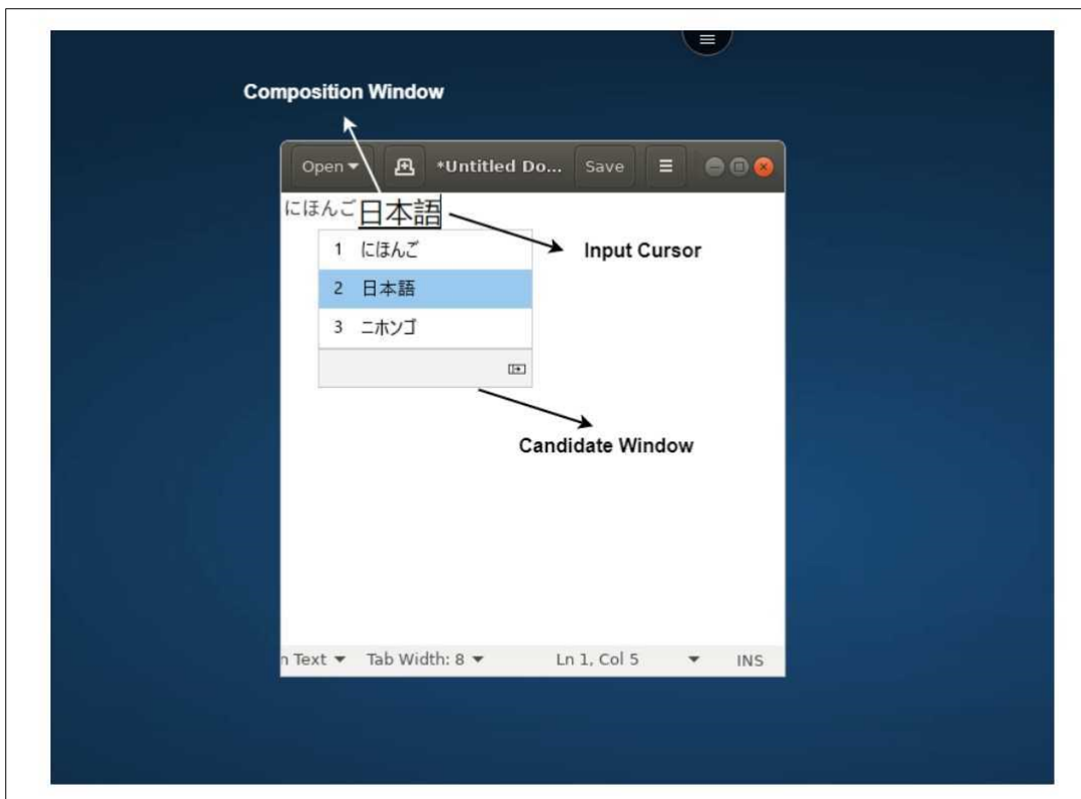 Composition Window
Open *Untitled Do... Save
にほんご日本語
1 にほんご
Input Cursor
2 日本語
3 ニホンゴ
Candidate Window
n Text Tab Width: 8 Ln 1, Col 5 INS